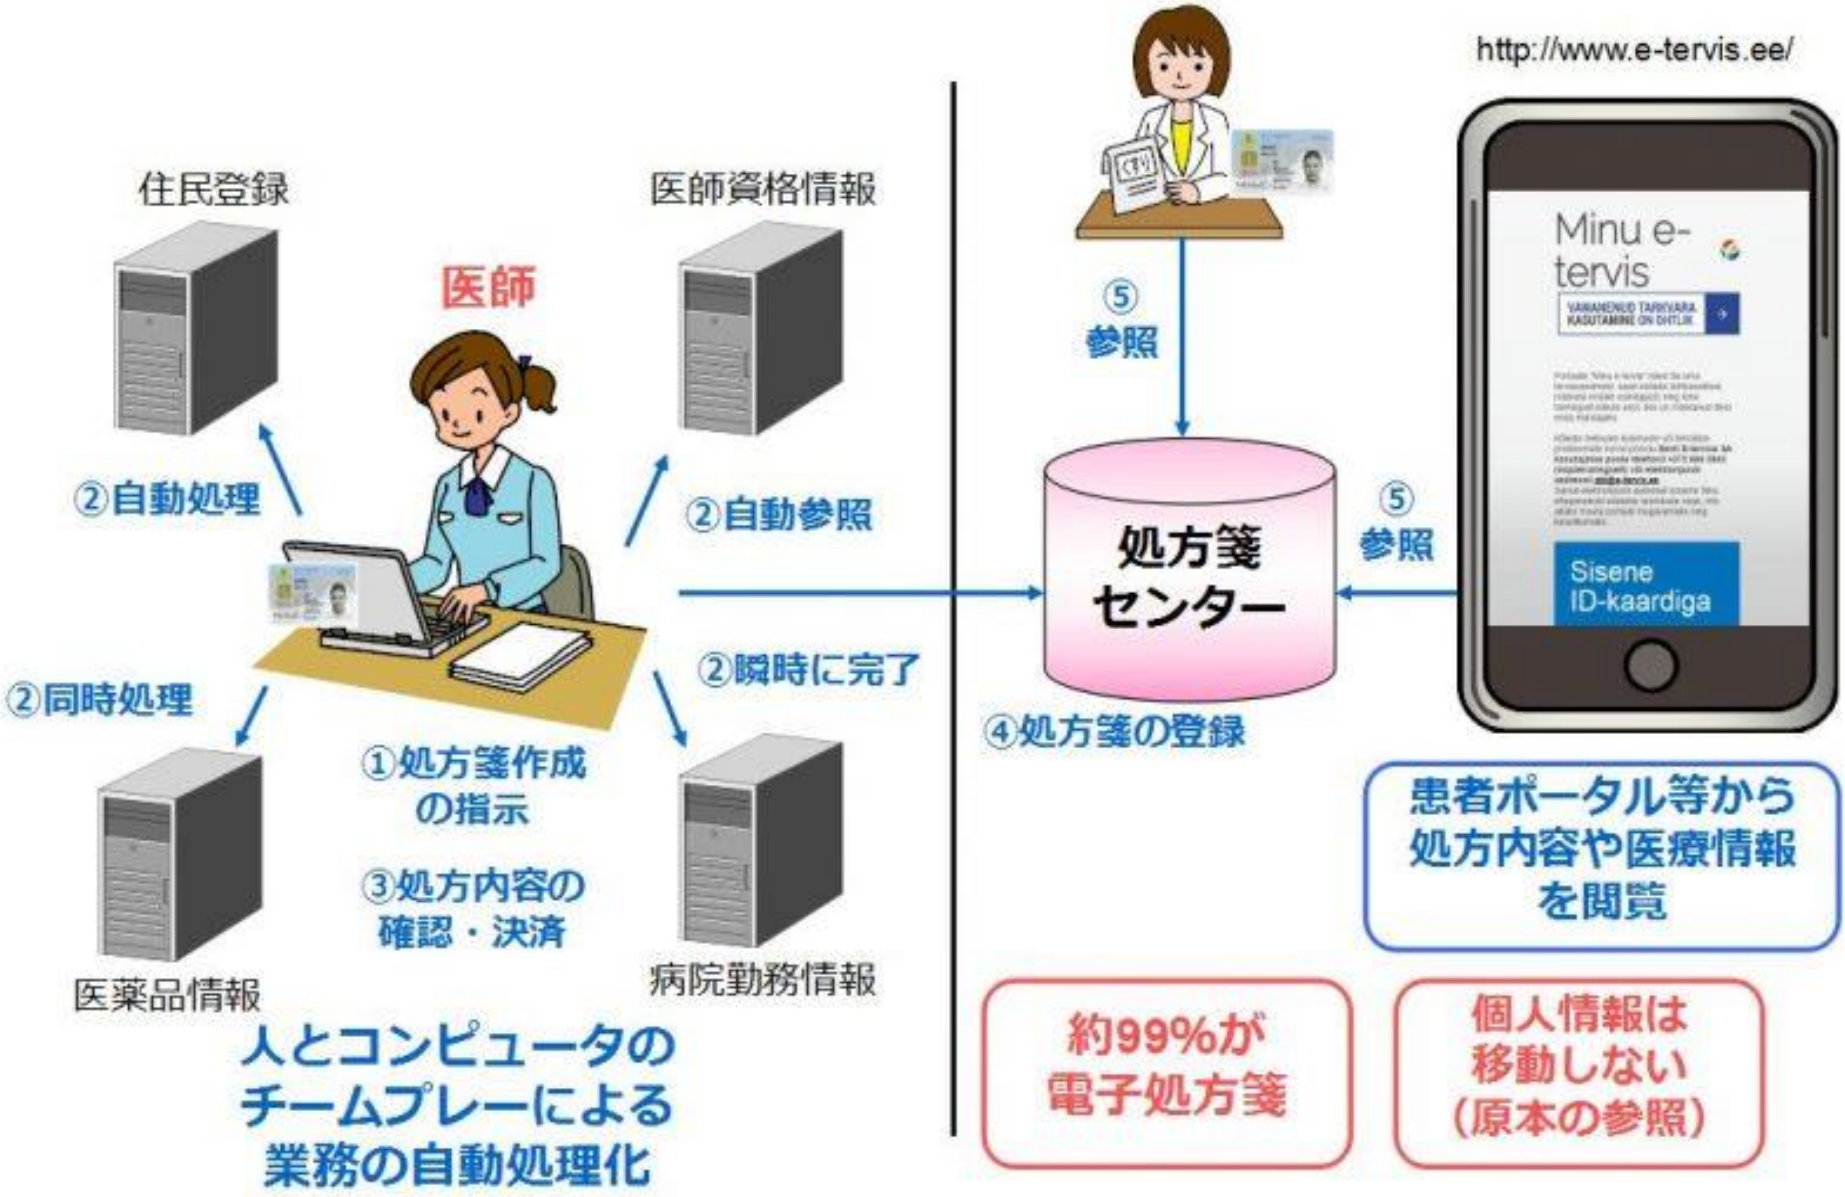 http://www.e-tervis.ee/
住民登録
医師資格情報
医師
②自動処理
②自動参照
②同時処理
②瞬時に完了
①処方箋作成
の指示
③処方内容の
確認・決済
医薬品情報
病院勤務情報
人とコンピュータの
チームプレーによる
業務の自動処理化
くすり
⑤
参照
処方箋
センター
⑤
参照
④処方箋の登録
Minu e-
tervis
VANANENUD TARKVARA
KASUTAMINE ON OHTLIK
Sisene
ID-kaardiga
患者ポータル等から
処方内容や医療情報
を閲覧
約99%が
電子処方箋
個人情報は
移動しない
（原本の参照）